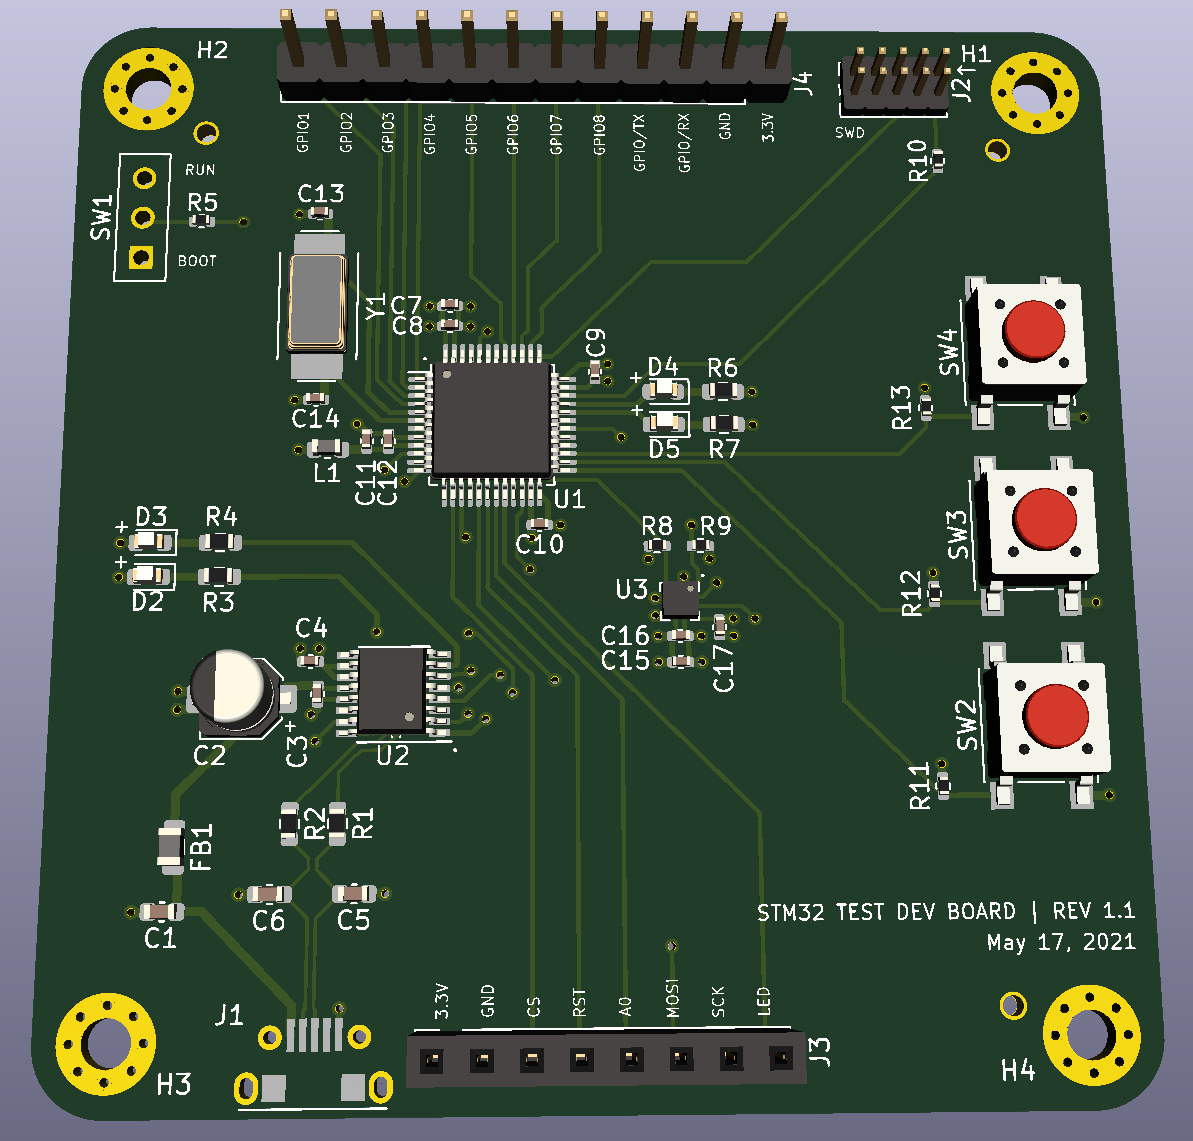 H2
H1
J4
J2→
GPIO1
GPIO2
GPIO3
GPIO4
GPIO5
GPIO6
GPIO7
GPIO8
GPIO/TX
GPIO/RX
GND
3.3V
SWD
R10
RUN
SW1
R5
BOOT
C13
Y1
C7
C8
C9
SW4
+
D4
R6
C14
R13
+
D5
R7
L1
C11
C12
U1
+
D3
R4
C10
R8
R9
SW3
+
D2
R3
U3
R12
C4
C16
C15
C17
+
C2
C3
U2
SW2
R11
R2
R1
FB1
C6
C5
C1
STM32 TEST DEV BOARD | REV 1.1
May 17, 2021
J1
3.3V
GND
CS
RST
A0
MOSI
SCK
LED
J3
H3
H4